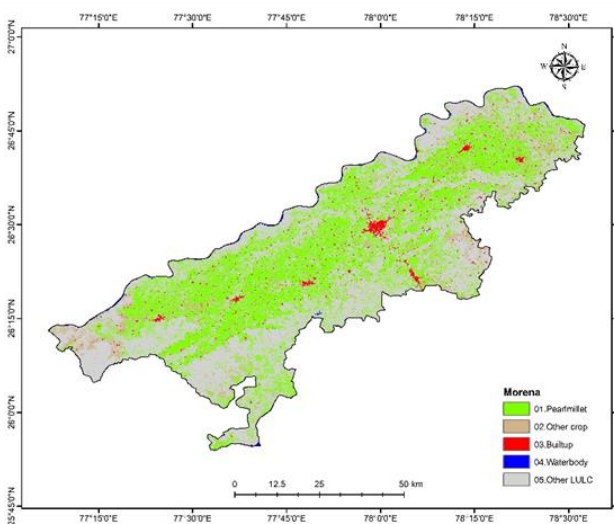 77°15'0"E 77°30'0"E 77°45'0"E 78°0'0"E 78°15'0"E 78°30'0"E
27°0'0"N
N
W E
S
26°45'0"N
26°30'0"N
26°15'0"N
26°0'0"N
25°45'0"N
Morena
01.Pearlmillet
02.Other crop
03.Builtup
04.Waterbody
05.Other LULC
0 12.5 25 50 km
77°15'0"E 77°30'0"E 77°45'0"E 78°0'0"E 78°15'0"E 78°30'0"E